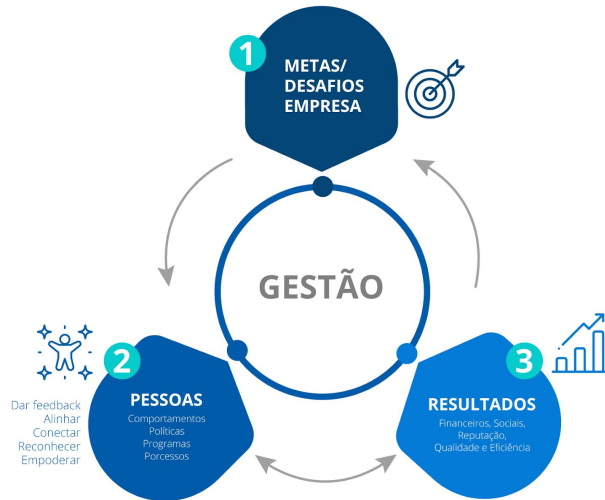 1
METAS/
DESAFIOS
EMPRESA
GESTÃO
2
PESSOAS
Comportamentos
Políticas
Programas
Porcessos
Dar feedback
Alinhar
Conectar
Reconhecer
Empoderar
3
RESULTADOS
Financeiros, Sociais,
Reputação,
Qualidade e Eficiência